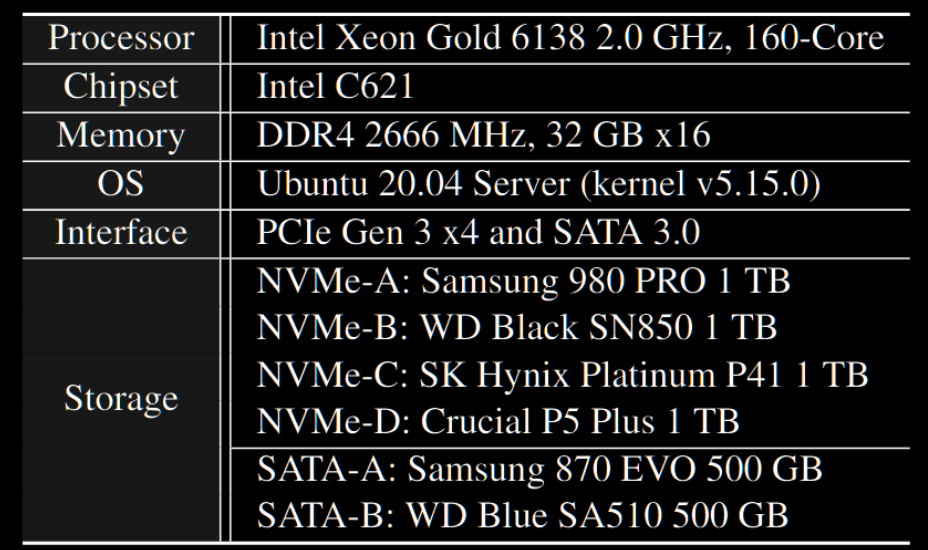 Processor Intel Xeon Gold 6138 2.0 GHz, 160-Core
Chipset Intel C621
Memory DDR4 2666 MHz, 32 GB x16
OS Ubuntu 20.04 Server (kernel v5.15.0)
Interface PCIe Gen 3 x4 and SATA 3.0
Storage
NVMe-A: Samsung 980 PRO 1 TB
NVMe-B: WD Black SN850 1 TB
NVMe-C: SK Hynix Platinum P41 1 TB
NVMe-D: Crucial P5 Plus 1 TB
SATA-A: Samsung 870 EVO 500 GB
SATA-B: WD Blue SA510 500 GB